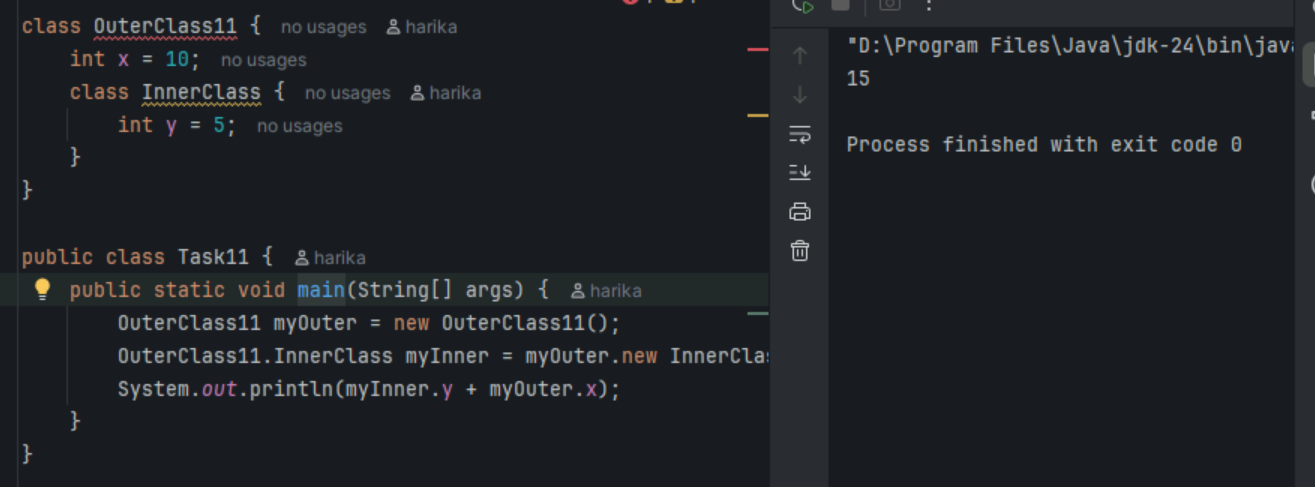 class OuterClass11 { no usages harika
int x = 10; no usages
class InnerClass { no usages harika
int y = 5; no usages
}
}
public class Task11 { harika
public static void main(String[] args) { harika
OuterClass11 myOuter = new OuterClass11();
OuterClass11.InnerClass myInner = myOuter.new InnerClas
System.out.println(myInner.y + myOuter.x);
}
}
"D:\Program Files\Java\jdk-24\bin\java
15
Process finished with exit code 0